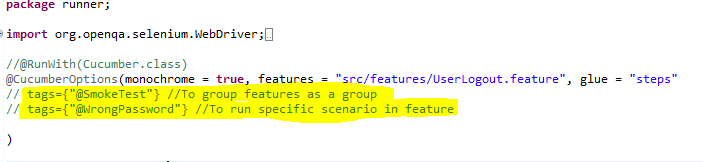 package runner;
import org.openqa.selenium.WebDriver;
//@RunWith(Cucumber.class)
@CucumberOptions(monochrome = true, features = "src/features/UserLogout.feature", glue = "steps"
// tags={"@SmokeTest"} //To group features as a group
// tags={"@WrongPassword"} //To run specific scenario in feature
)